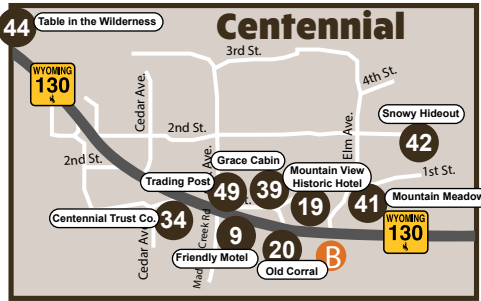 44
Table in the Wilderness
Centennial
WYOMING
130
3rd St.
4th St.
Cedar Ave.
Elm Ave.
Snowy Hideout
42
2nd St.
2nd St.
Grace Cabin
Mountain View
Historic Hotel
1st St.
Trading Post
49
39
19
41
Mountain Meadow
Centennial Trust Co.
34
WYOMING
130
9
20
B
Friendly Motel
Old Corral
Cedar Ave.
Creek Rd
Ave.